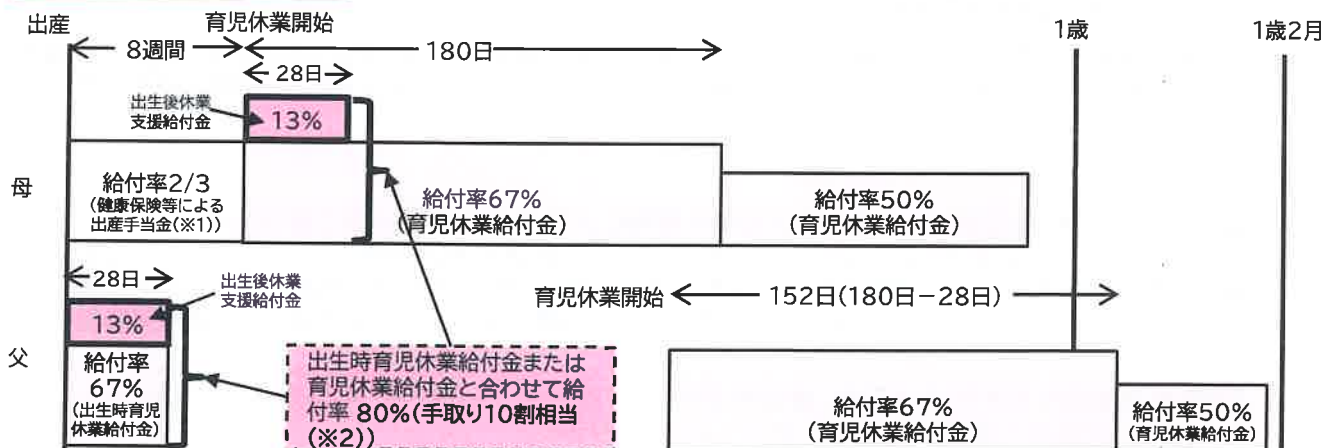 出産
育児休業開始
1歳
1歳2月
8週間
180日
28日
出生後休業
支援給付金
13%
母
給付率2/3
(健康保険等による
出産手当金(※1))
給付率67%
(育児休業給付金)
給付率50%
(育児休業給付金)
28日
出生後休業
支援給付金
育児休業開始
152日(180日-28日)
13%
父
給付率
67%
(出生時育児
休業給付金)
出生時育児休業給付金または
育児休業給付金と合わせて給
付率 80%(手取り10割相当
(※2))
給付率67%
(育児休業給付金)
給付率50%
(育児休業給付金)